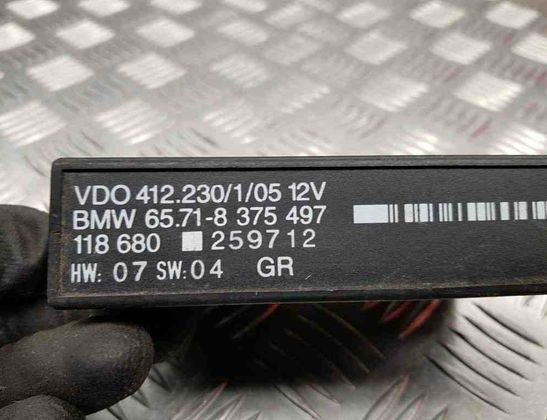 VDO 412.230/1/05 12V
BMW 65.71-8 375 497
118 680 259712
HW: 07 SW: 04 GR